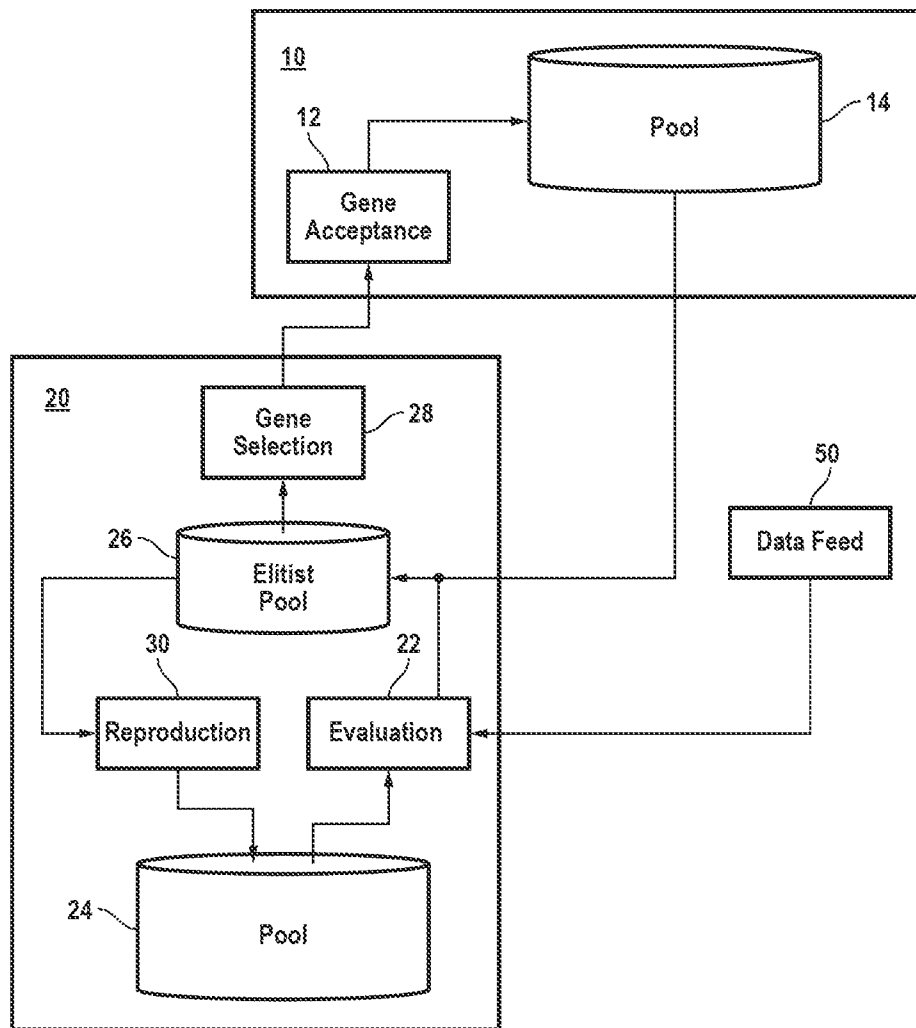 10
12
Pool
14
Gene
Acceptance
20
Gene
Selection
28
50
Data Feed
26
Elitist
Pool
30
22
Reproduction
Evaluation
24
Pool